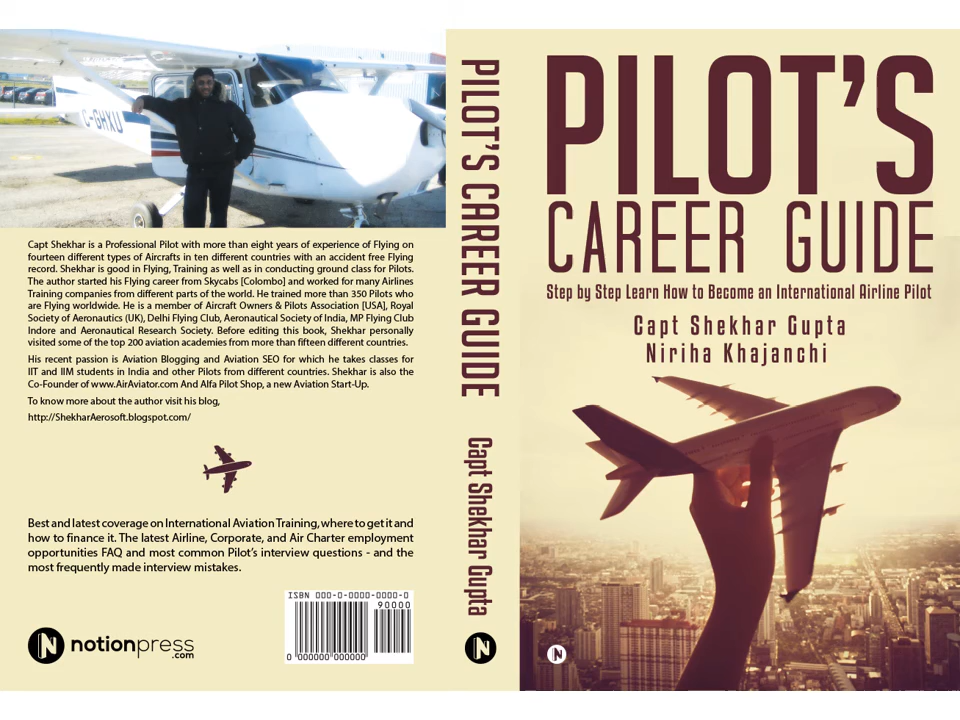 C-GHXU
Capt Shekhar is a Professional Pilot with more than eight years of experience of Flying on
fourteen different types of Aircrafts in ten different countries with an accident free Flying
record. Shekhar is good in Flying, Training as well as in conducting ground class for Pilots.
The author started his Flying career from Skycabs [Colombo] and worked for many Airlines
Training companies from different parts of the world. He trained more than 350 Pilots who
are Flying worldwide. He is a member of Aircraft Owners & Pilots Association [USA], Royal
Society of Aeronautics (UK), Delhi Flying Club, Aeronautical Society of India, MP Flying Club
Indore and Aeronautical Research Society. Before editing this book, Shekhar personally
visited some of the top 200 aviation academies from more than fifteen different countries.
His recent passion is Aviation Blogging and Aviation SEO for which he takes classes for
IIT and IIM students in India and other Pilots from different countries. Shekhar is also the
Co-Founder of www.AirAviator.com And Alfa Pilot Shop, a new Aviation Start-Up.
To know more about the author visit his blog,
http://ShekharAerosoft.blogspot.com/
Best and latest coverage on International Aviation Training, where to get it and
how to finance it. The latest Airline, Corporate, and Air Charter employment
opportunities FAQ and most common Pilot's interview questions - and the
most frequently made interview mistakes.
N notionpress
.com
ISBN 000-0-0000-0000-0
90000
0 000000 000000
PILOT'S CAREER GUIDE
Capt Shekhar Gupta
N
PILOT'S
CAREER GUIDE
Step by Step Learn How to Become an International Airline Pilot
Capt Shekhar Gupta
Niriha Khajanchi
N